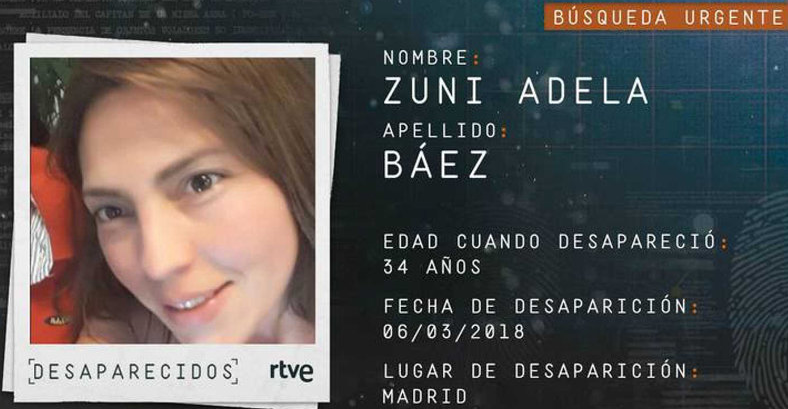 BÚSQUEDA URGENTE
NOMBRE:
ZUNI ADELA
APELLIDO:
BÁEZ
EDAD CUANDO DESAPARECIÓ:
34 AÑOS
FECHA DE DESAPARICIÓN:
06/03/2018
LUGAR DE DESAPARICIÓN:
MADRID
[DESAPARECIDOS] rtve